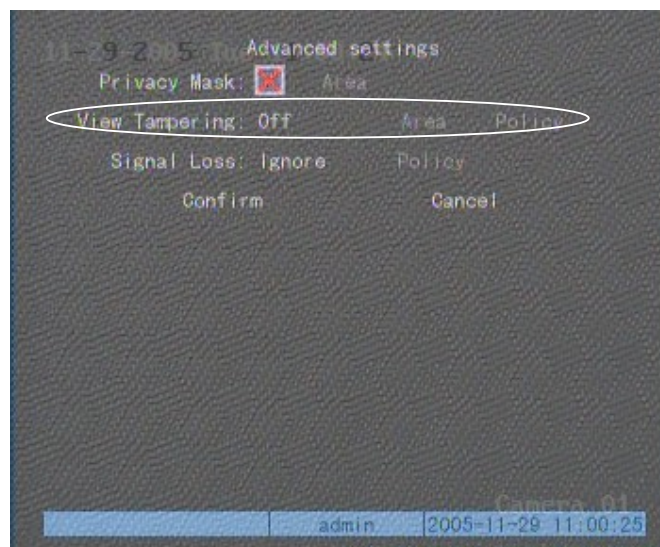 Advanced settings
Privacy Mask: Area
View Tampering: Off Area Policy
Signal Loss: Ignore Policy
Confirm Cancel
Camera 01
admin 2005-11-29 11:00:25